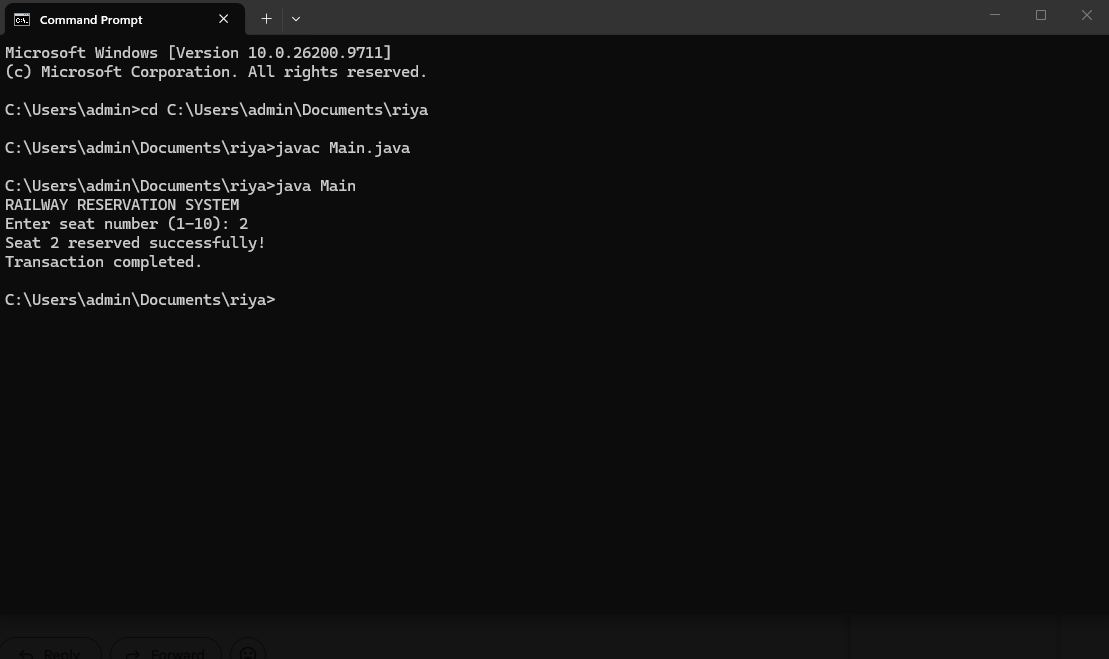 Command Prompt
Microsoft Windows [Version 10.0.26200.9711]
(c) Microsoft Corporation. All rights reserved.
C:\Users\admin>cd C:\Users\admin\Documents\riya
C:\Users\admin\Documents\riya>javac Main.java
C:\Users\admin\Documents\riya>java Main
RAILWAY RESERVATION SYSTEM
Enter seat number (1-10): 2
Seat 2 reserved successfully!
Transaction completed.
C:\Users\admin\Documents\riya>
Reply Forward